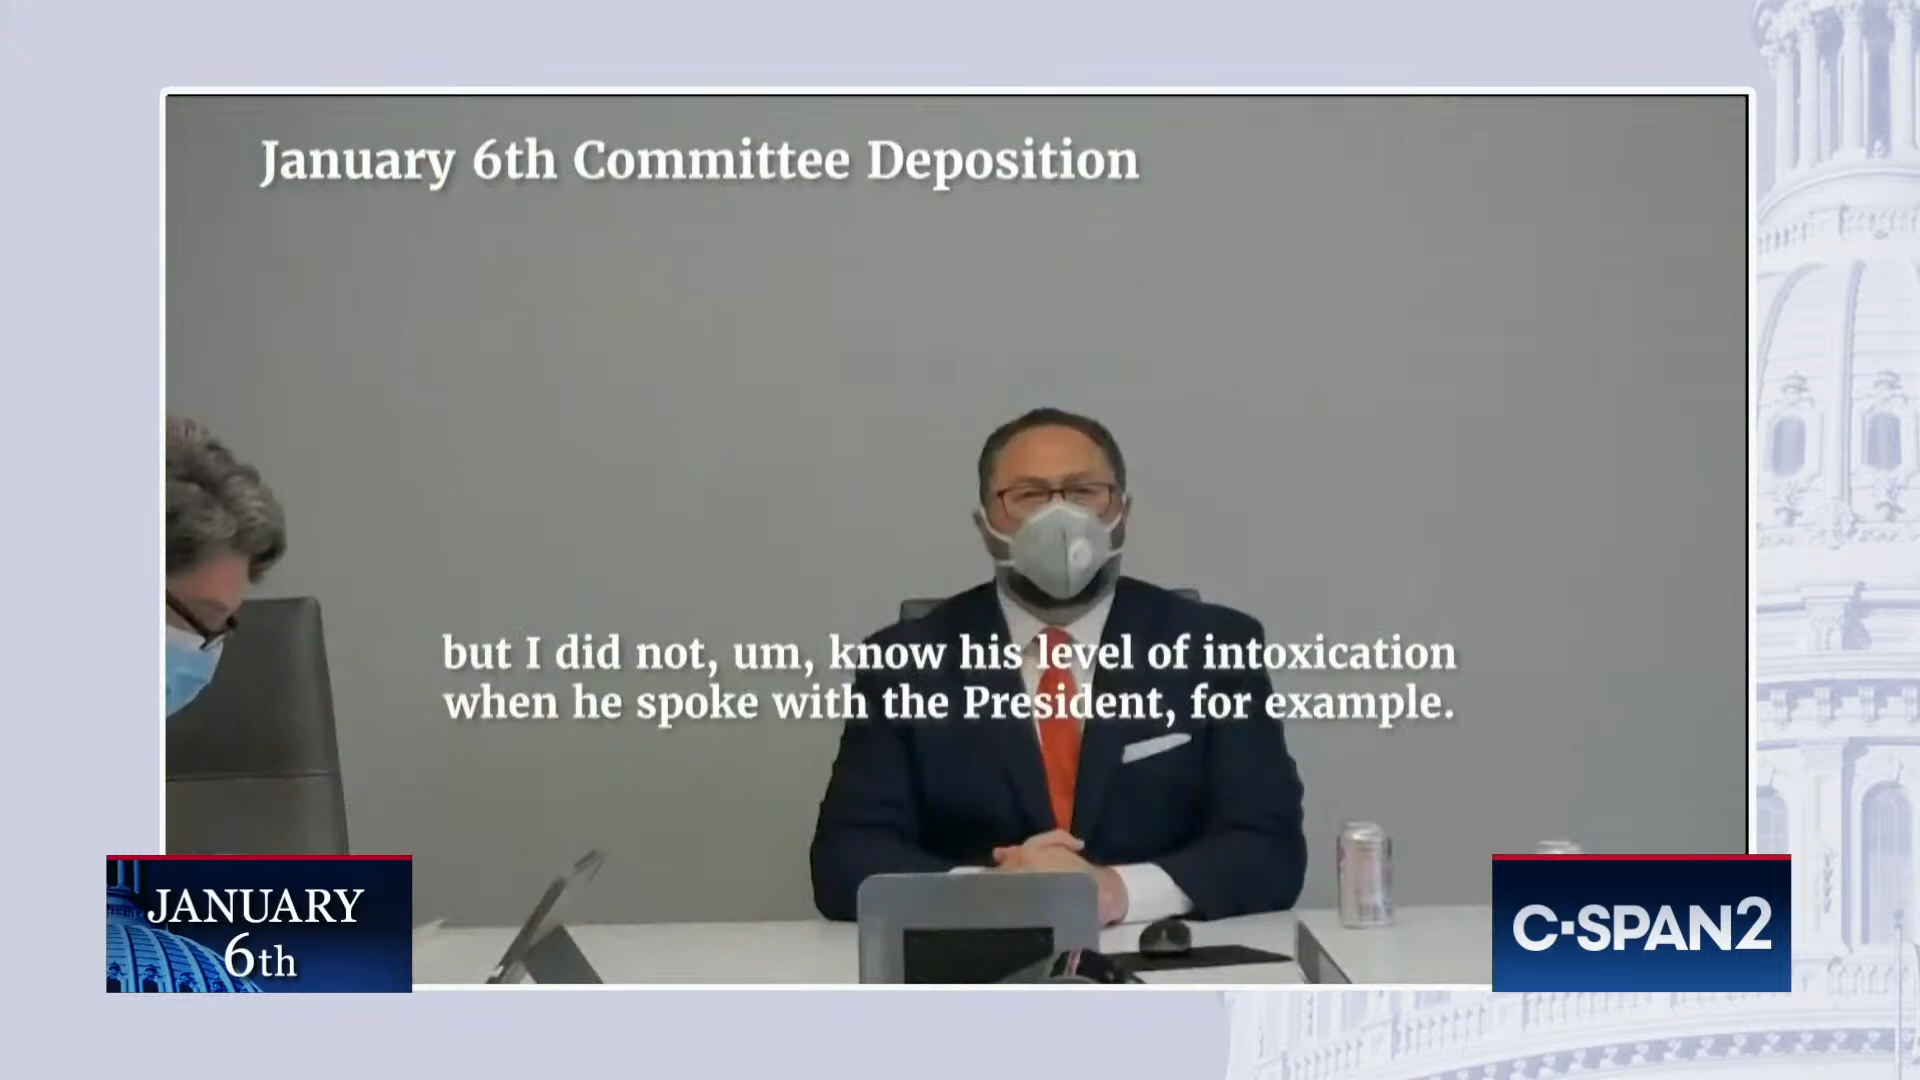 January 6th Committee Deposition
but I did not, um, know his level of intoxication
when he spoke with the President, for example.
JANUARY
6th
C-SPAN2